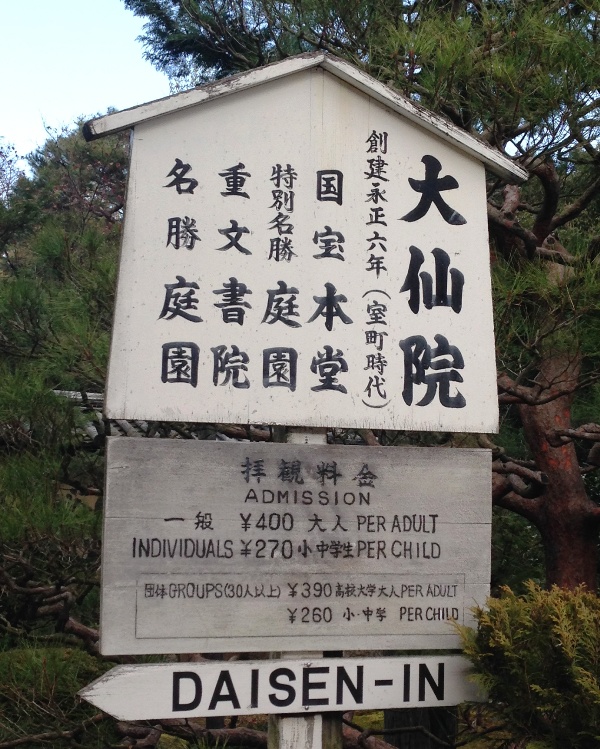 大仙院
創建永正六年(室町時代)
国宝本堂
特別名勝庭園
重文書院
名勝庭園
拝観料金
ADMISSION
一般 ¥400 大人 PER ADULT
INDIVIDUALS ¥270 小中学生 PER CHILD
団体GROUPS(30人以上) ¥390 高校大学大人 PER ADULT
¥260 小・中学 PER CHILD
DAISEN-IN